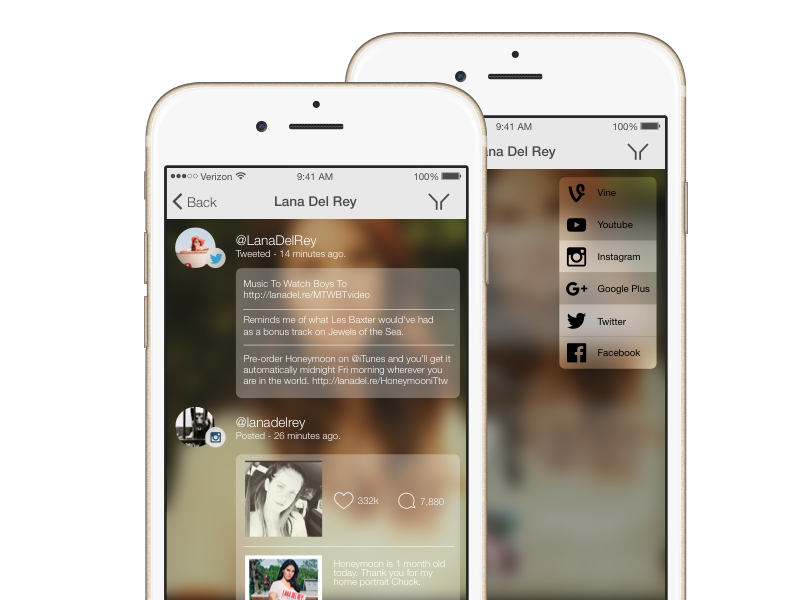 Verizon 9:41 AM 100%
Back Lana Del Rey
@LanaDelRey
Tweeted - 14 minutes ago.
Music To Watch Boys To
http://lanadel.re/MTWBTvideo
Reminds me of what Les Baxter would've had
as a bonus track on Jewels of the Sea.
Pre-order Honeymoon on @iTunes and you'll get it
automatically midnight Fri morning wherever you
are in the world. http://lanadel.re/HoneymooniTtw
@lanadelrey
Posted - 26 minutes ago.
332k 7,880
Honeymoon is 1 month old
today. Thank you for my
home portrait Chuck.
LANA DEL REY
9:41 AM 100%
ana Del Rey
Vine
Youtube
Instagram
G+ Google Plus
Twitter
Facebook